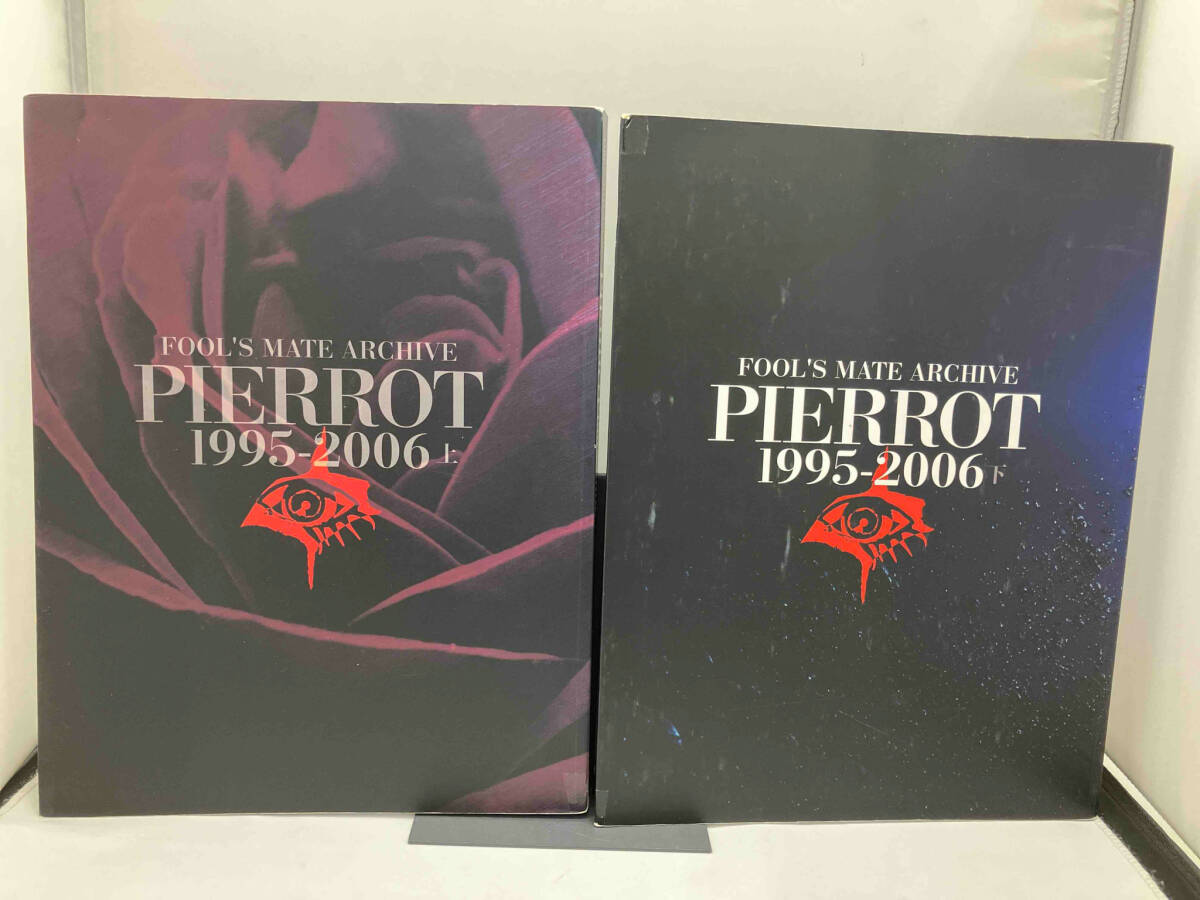 FOOL'S MATE ARCHIVE
PIERROT
1995-2006 上
FOOL'S MATE ARCHIVE
PIERROT
1995-2006 下